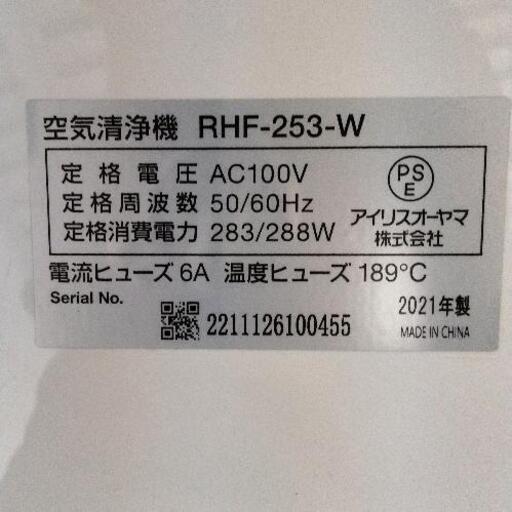 空気清浄機 RHF-253-W
定格電圧 AC100V
定格周波数 50/60Hz
定格消費電力 283/288W
PS
E
アイリスオーヤマ
株式会社
電流ヒューズ 6A 温度ヒューズ 189°C
Serial No.
2211126100455
2021年製
MADE IN CHINA